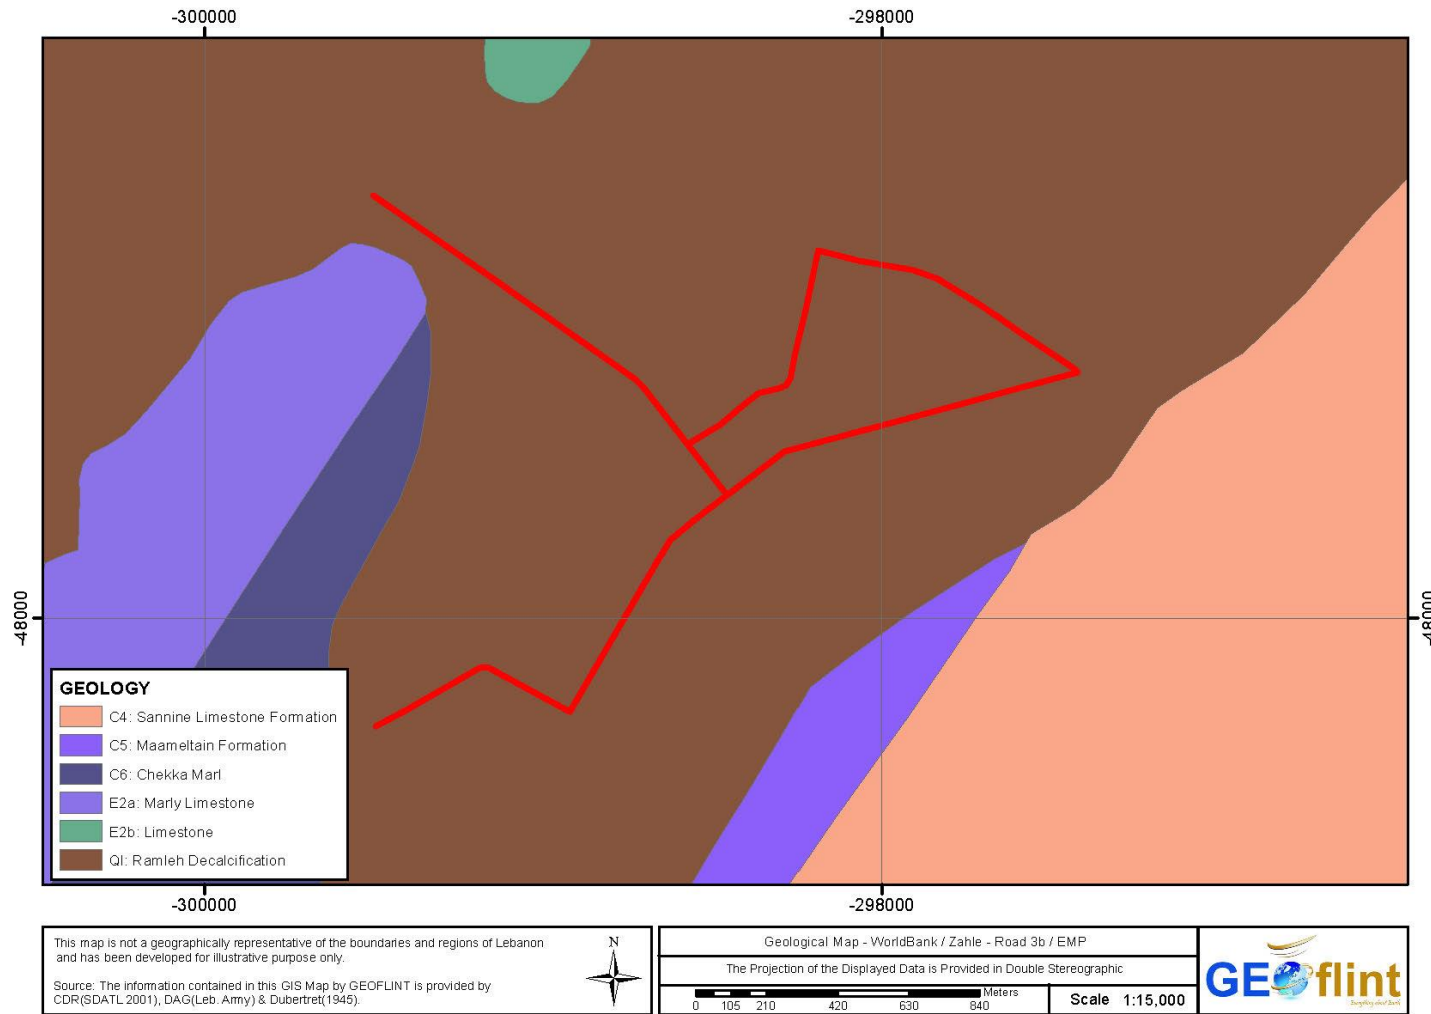 -300000
-298000
-48000
-48000
GEOLOGY
C4: Sannine Limestone Formation
C5: Maameltain Formation
C6: Chekka Marl
E2a: Marly Limestone
E2b: Limestone
Ql: Ramleh Decalcification
-300000
-298000
This map is not a geographically representative of the boundaries and regions of Lebanon
and has been developed for illustrative purpose only.
Source: The information contained in this GIS Map by GEOFLINT is provided by
CDR(SDATL 2001), DAG(Leb. Army) & Dubertret(1945).
N
Geological Map - WorldBank / Zahle - Road 3b / EMP
The Projection of the Displayed Data is Provided in Double Stereographic
Meters
0 105 210 420 630 840
Scale 1:15,000
GEOflint
Everything about Earth